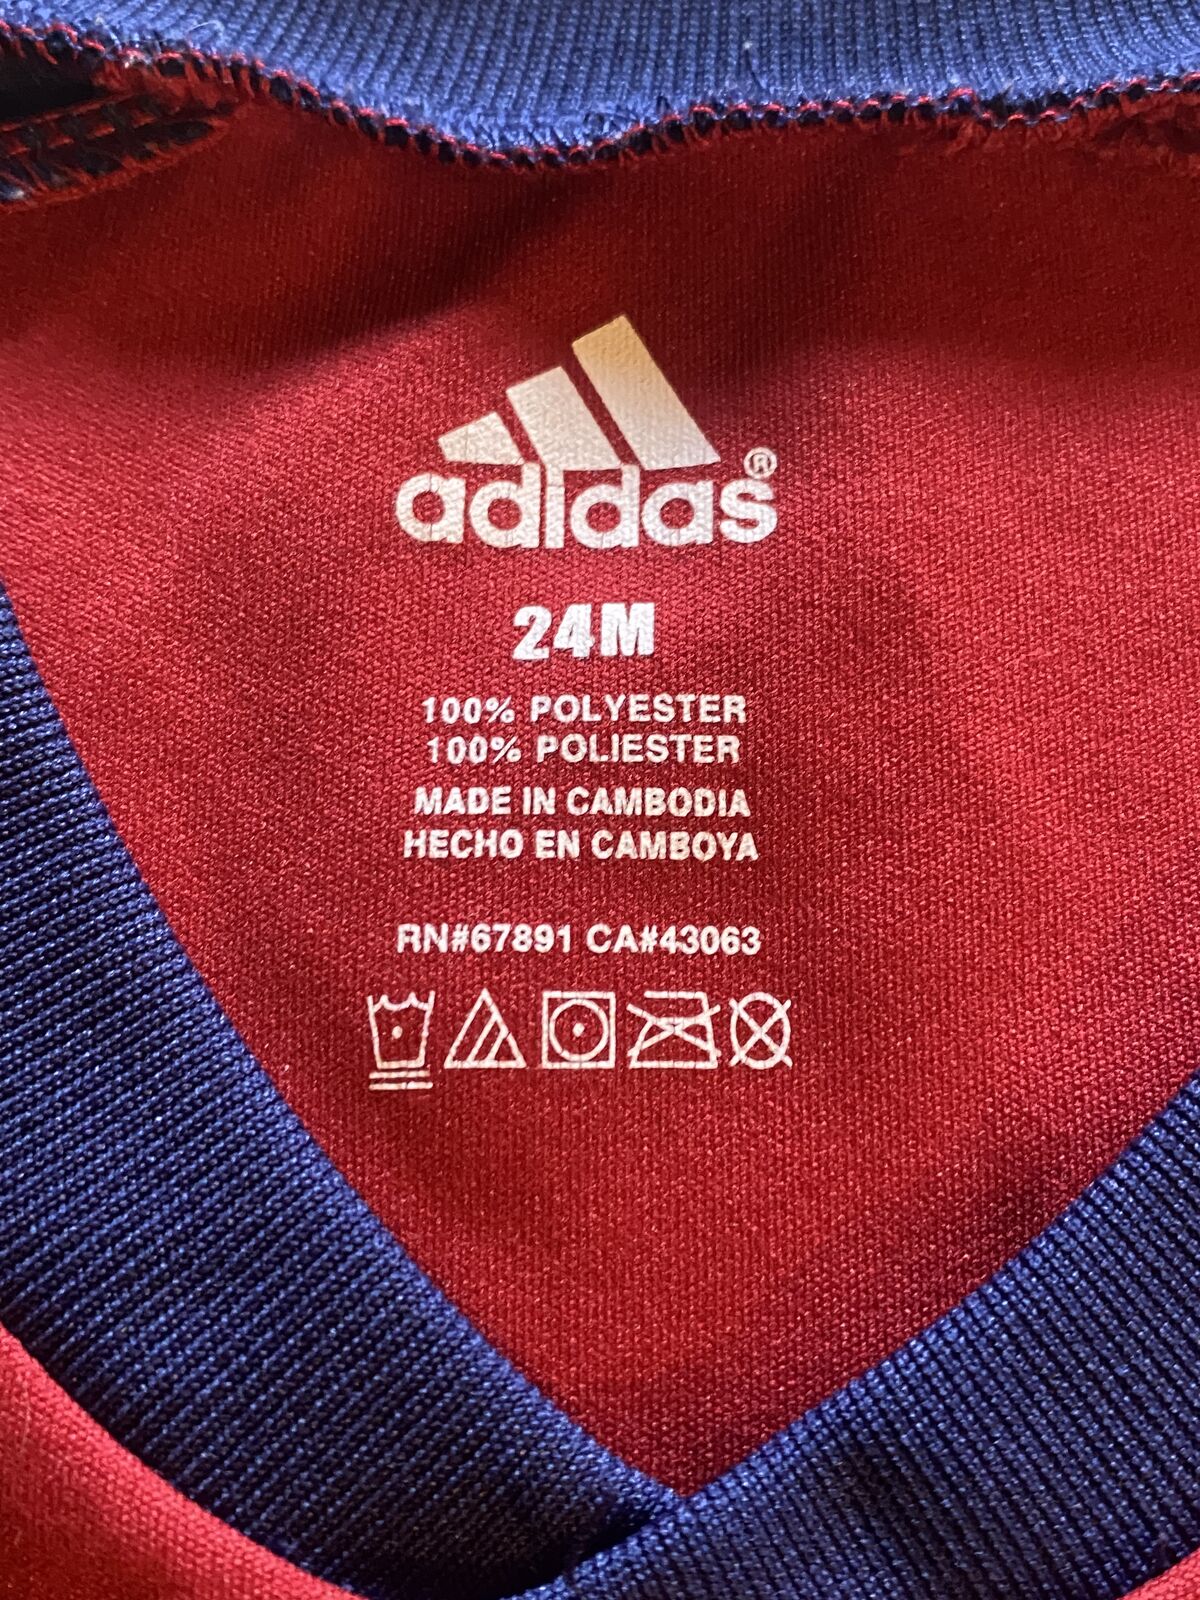 adidas®
24M
100% POLYESTER
100% POLIESTER
MADE IN CAMBODIA
HECHO EN CAMBOYA
RN#67891 CA#43063